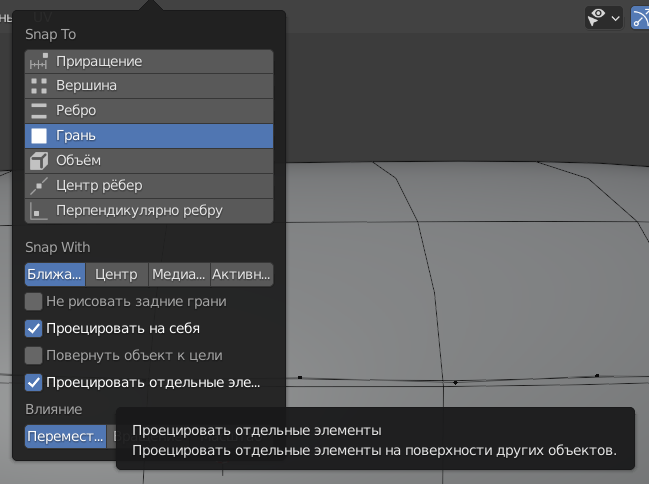 UV
Snap To
Приращение
Вершина
Ребро
Грань
Объём
Центр рёбер
Перпендикулярно ребру
Snap With
Ближа... Центр Медиа... Активн...
Не рисовать задние грани
Проецировать на себя
Повернуть объект к цели
Проецировать отдельные эле...
Влияние
Перемест...
Проецировать отдельные элементы
Проецировать отдельные элементы на поверхности других объектов.